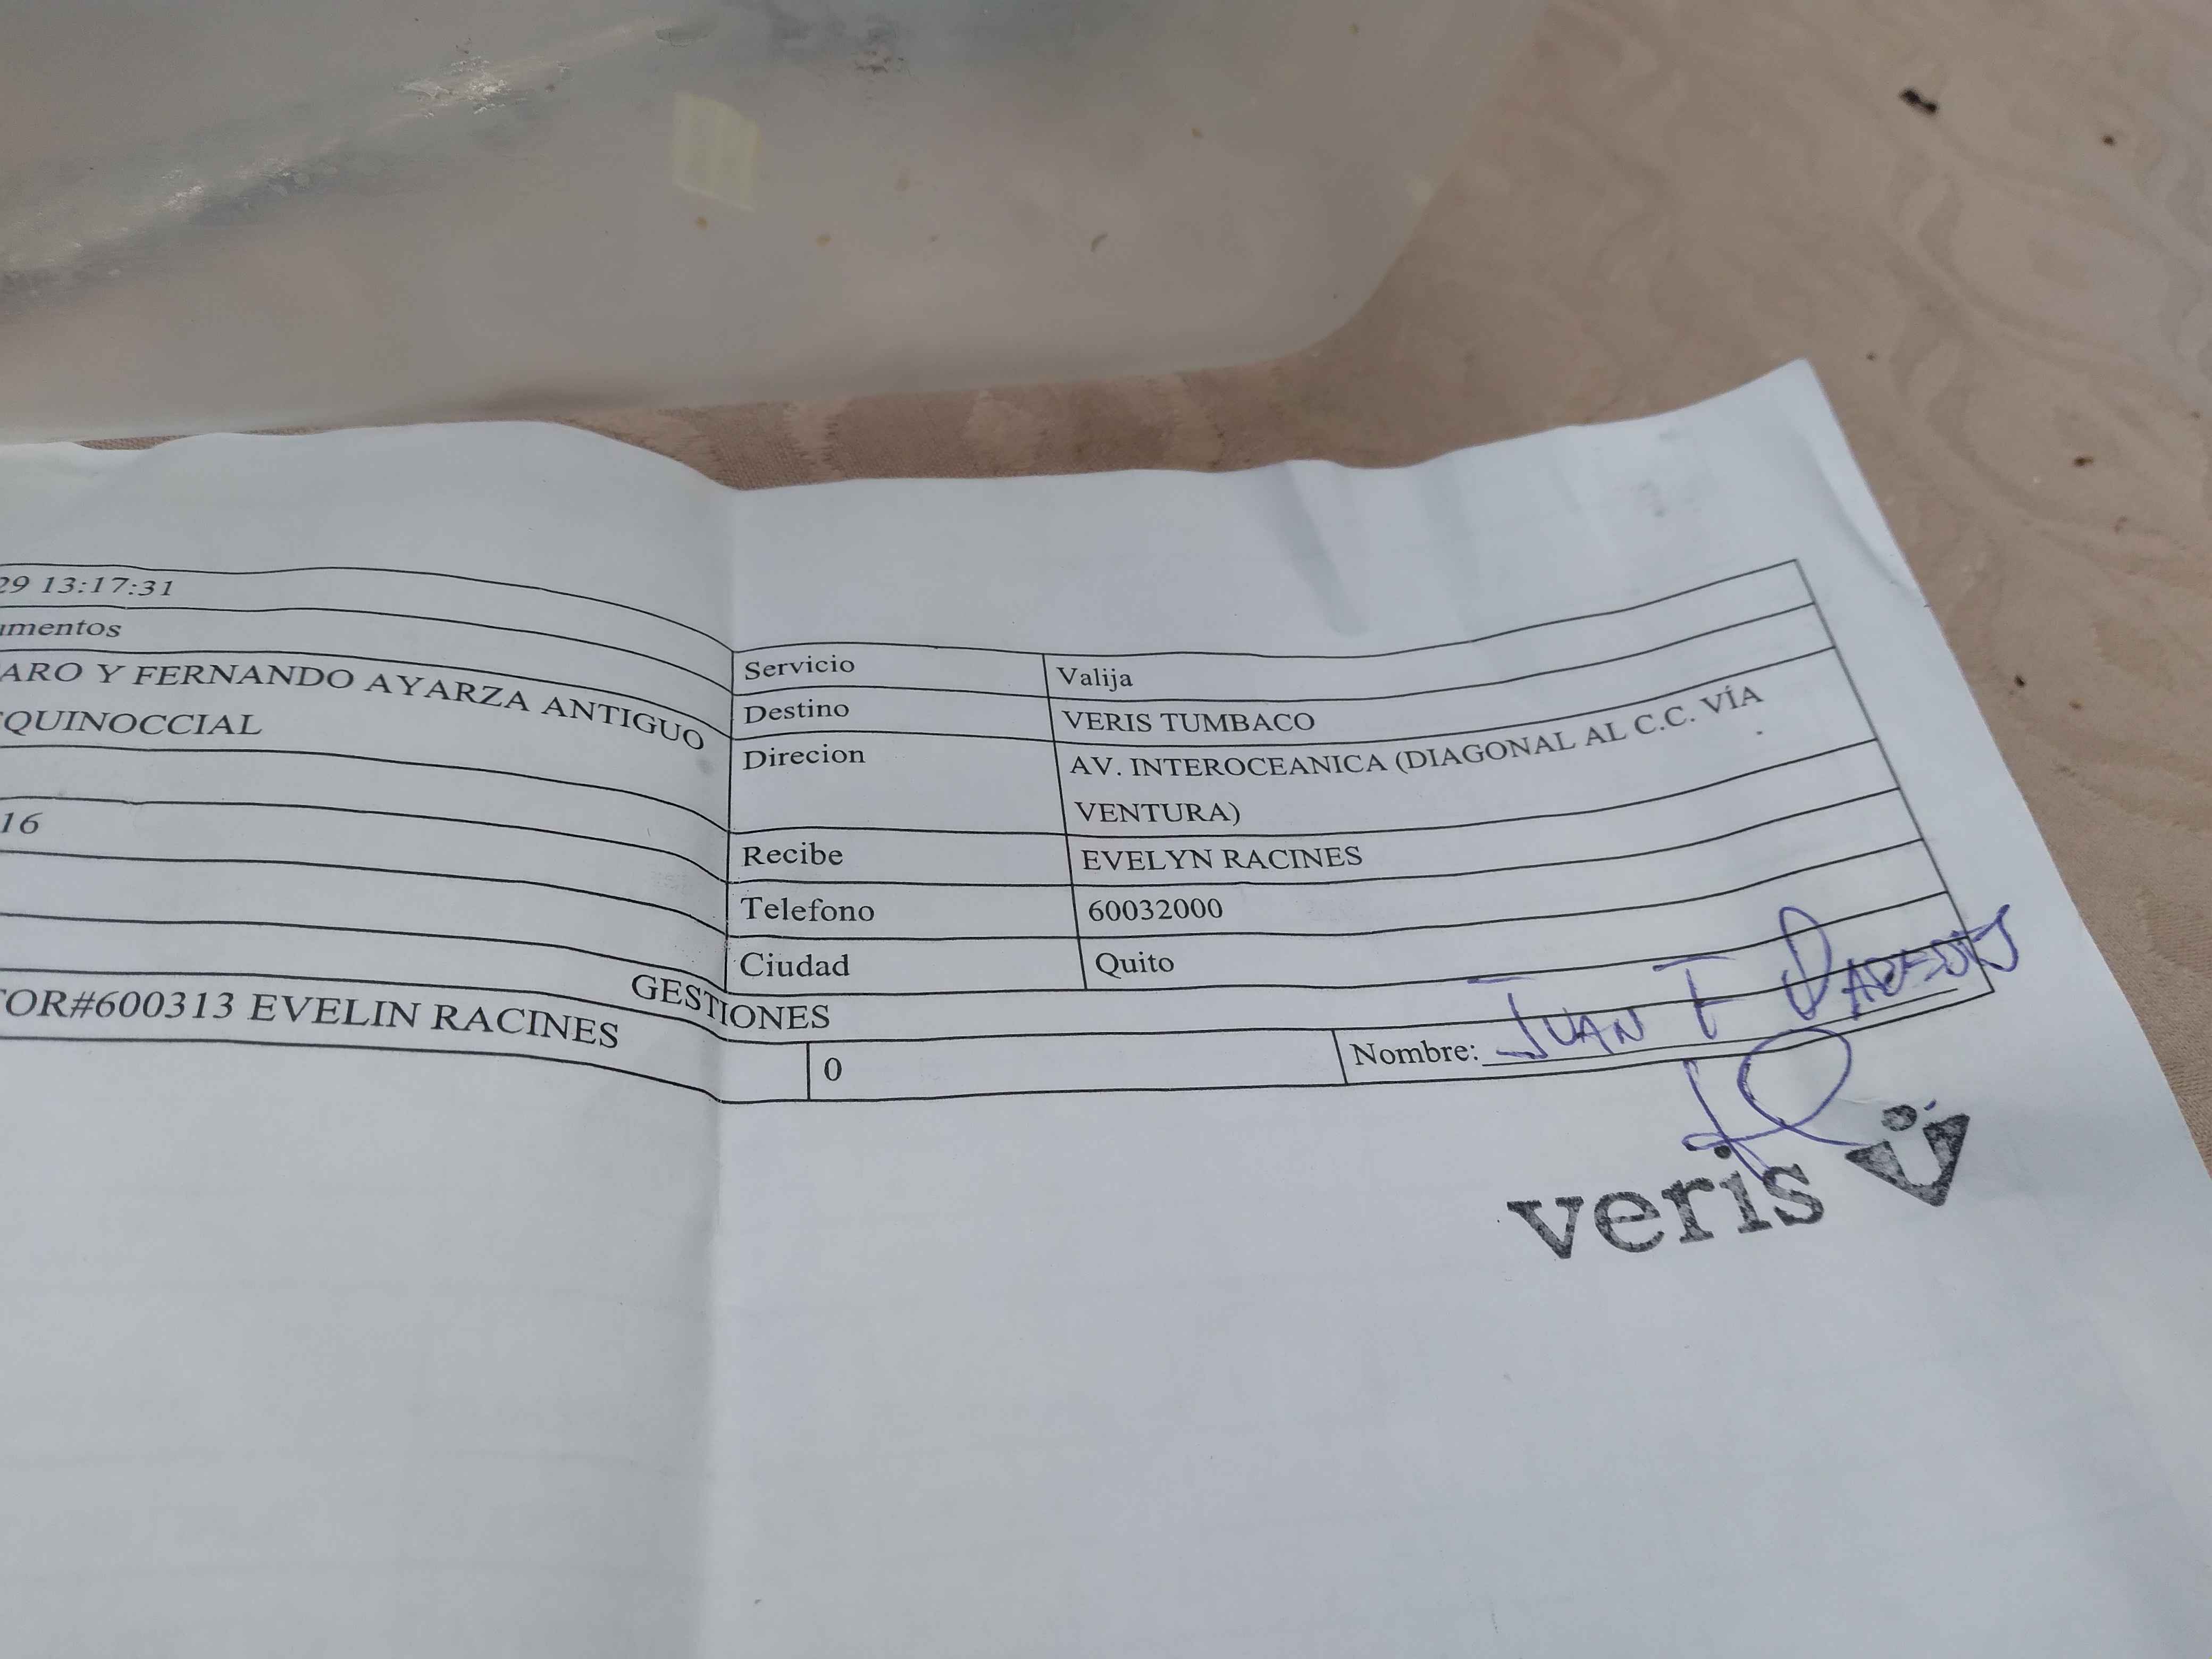 29 13:17:31
umentos
ARO Y FERNANDO AYARZA ANTIGUO
QUINOCCIAL
16
Servicio Valija
Destino VERIS TUMBACO
Direcion AV. INTEROCEANICA (DIAGONAL AL C.C. VÍA
VENTURA)
Recibe EVELYN RACINES
Telefono 60032000
Ciudad Quito
GESTIONES
TOR#600313 EVELIN RACINES
0
Nombre: JUAN F PAREDES
veris